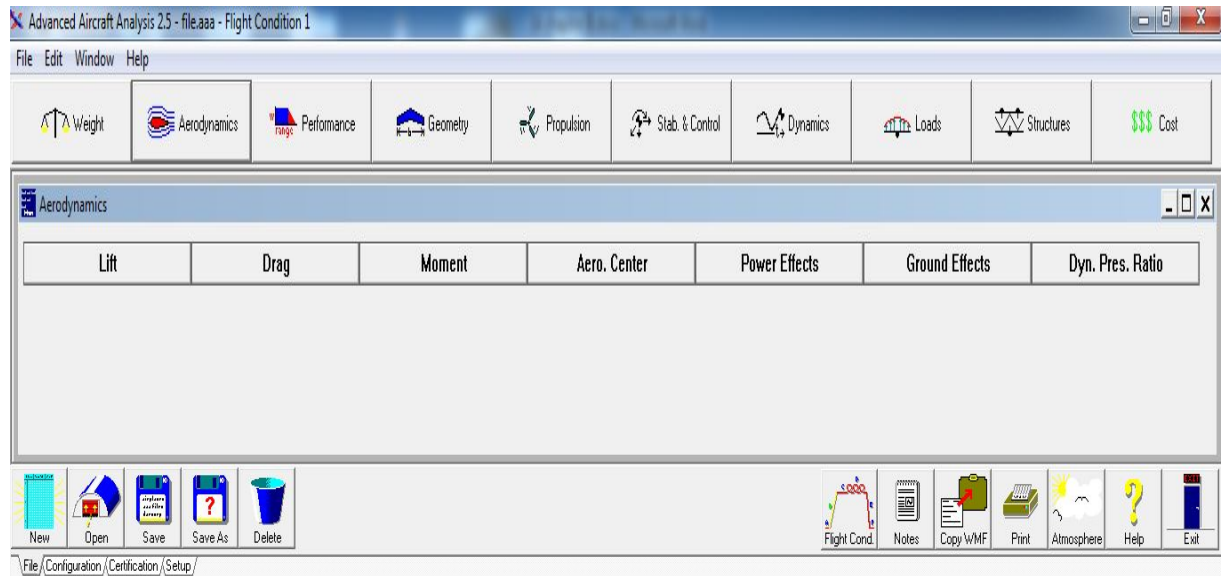 Advanced Aircraft Analysis 2.5 - file.aaa - Flight Condition 1
File Edit Window Help
Weight Aerodynamics range Performance Geometry Propulsion Stab. & Control Dynamics Loads Structures $$$ Cost
Aerodynamics
Lift Drag Moment Aero. Center Power Effects Ground Effects Dyn. Pres. Ratio
New Open Save Save As Delete Flight Cond. Notes Copy WMF Print Atmosphere Help Exit
File Configuration Certification Setup